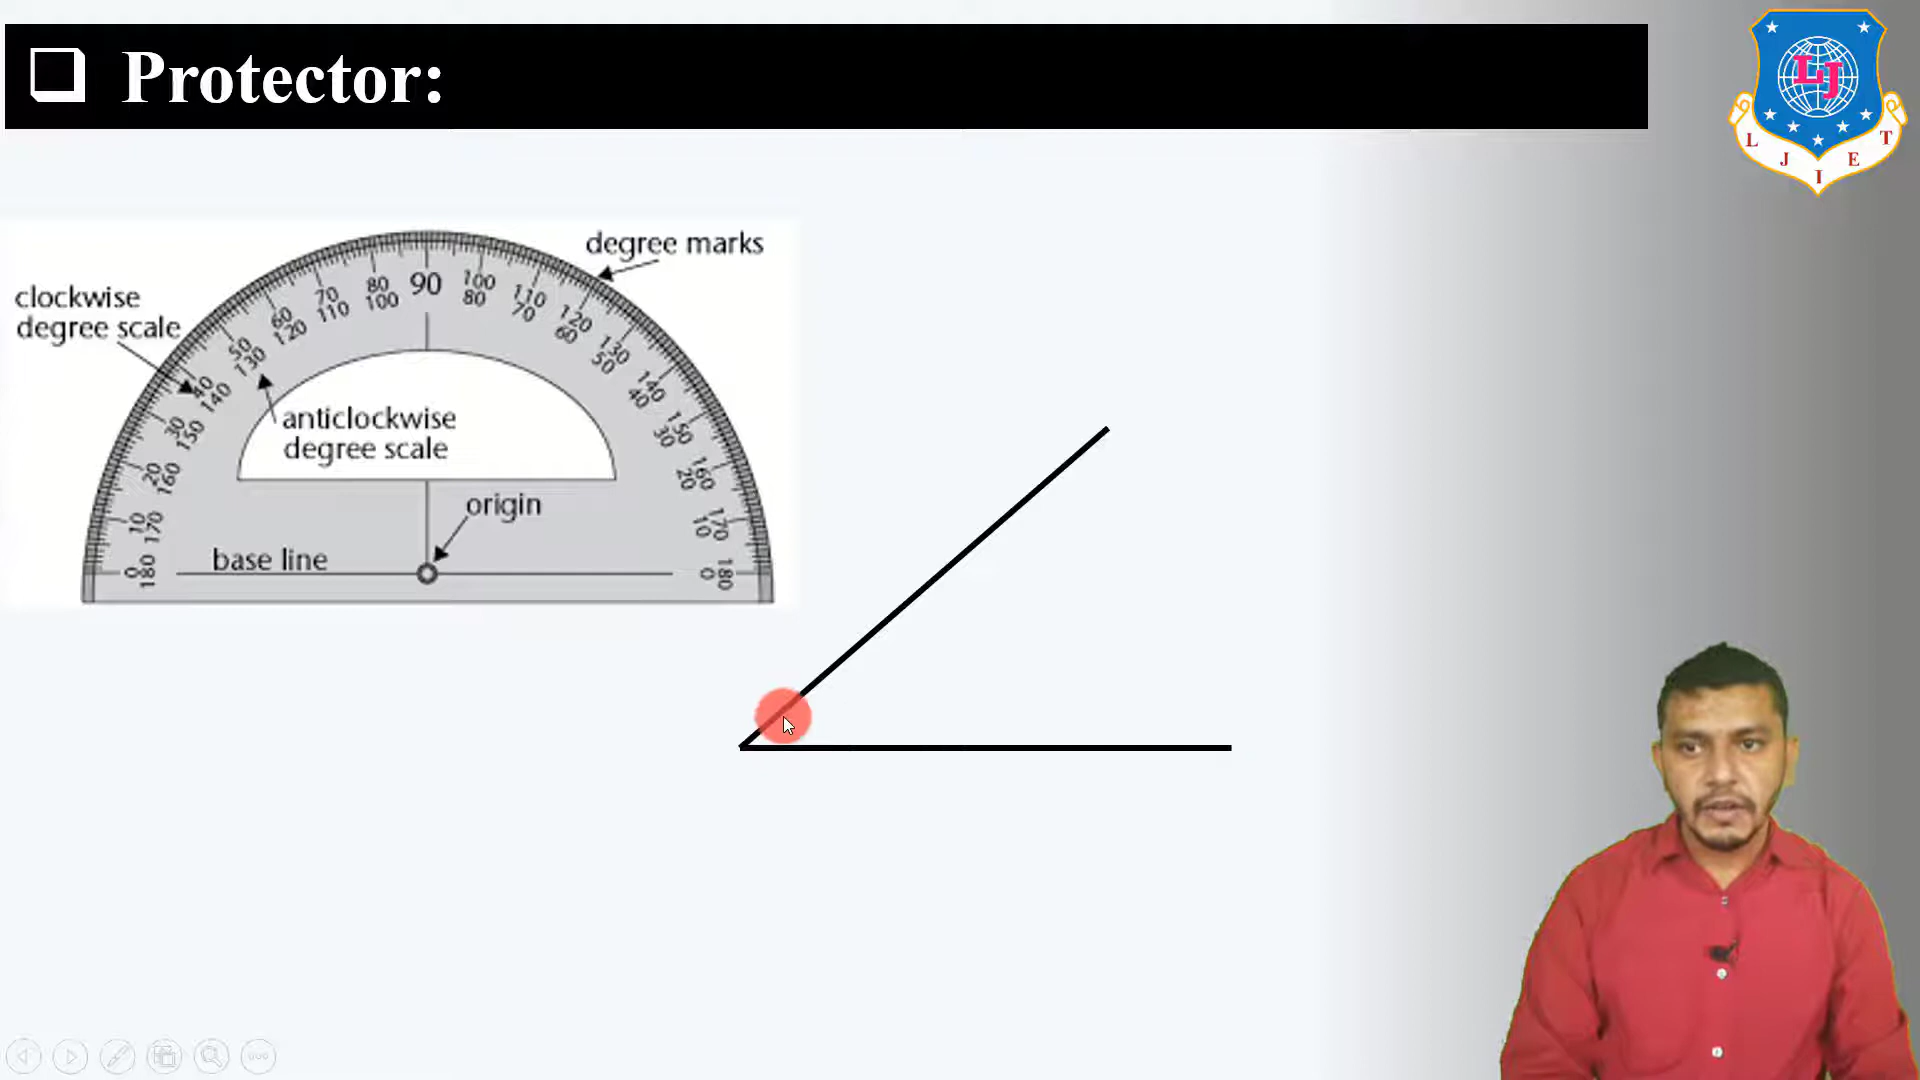 Protector:
L
J
I
E
T
LJ
degree marks
clockwise
degree scale
anticlockwise
degree scale
origin
base line
0 10 20 30 40 50 60 70 80 90 100 110 120 130 140 150 160 170 180
180 170 160 150 140 130 120 110 100 80 70 60 50 40 30 20 10 0